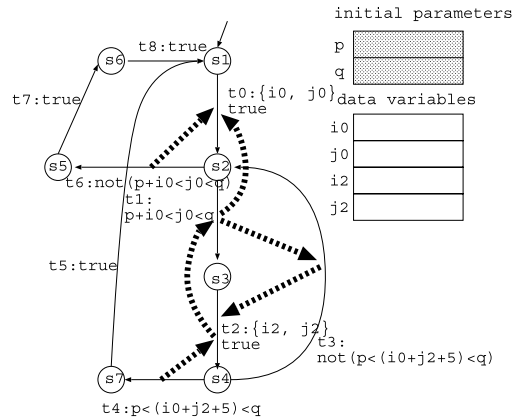 initial parameters
p
q
data variables
i0
j0
i2
j2
t8:true
s6
s1
t0:{i0, j0}
true
t7:true
s5
s2
t6:not(p+i0<j0<q)
t1:
p+i0<j0<q
t5:true
s3
t2:{i2, j2}
true
t3:
not(p<(i0+j2+5)<q)
s7
s4
t4:p<(i0+j2+5)<q